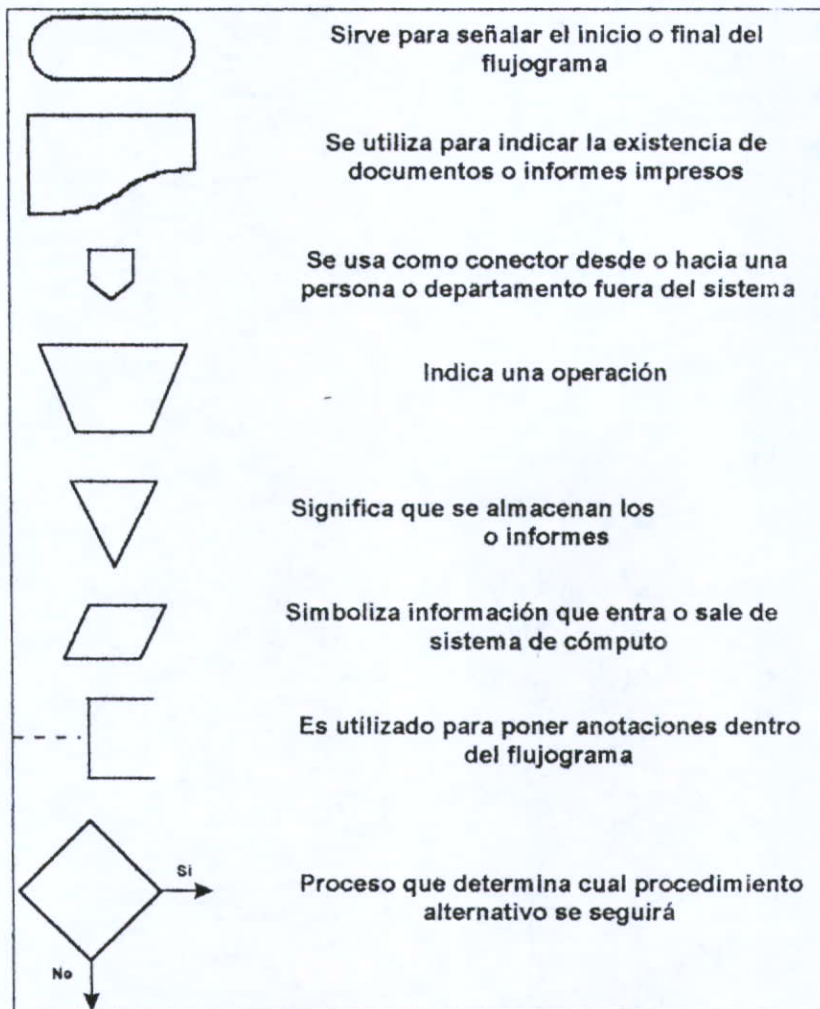 Sirve para señalar el inicio o final del
flujograma
Se utiliza para indicar la existencia de
documentos o informes impresos
Se usa como conector desde o hacia una
persona o departamento fuera del sistema
Indica una operación
Significa que se almacenan los
o informes
Simboliza información que entra o sale de
sistema de cómputo
Es utilizado para poner anotaciones dentro
del flujograma
Si
Proceso que determina cual procedimiento
alternativo se seguirá
No